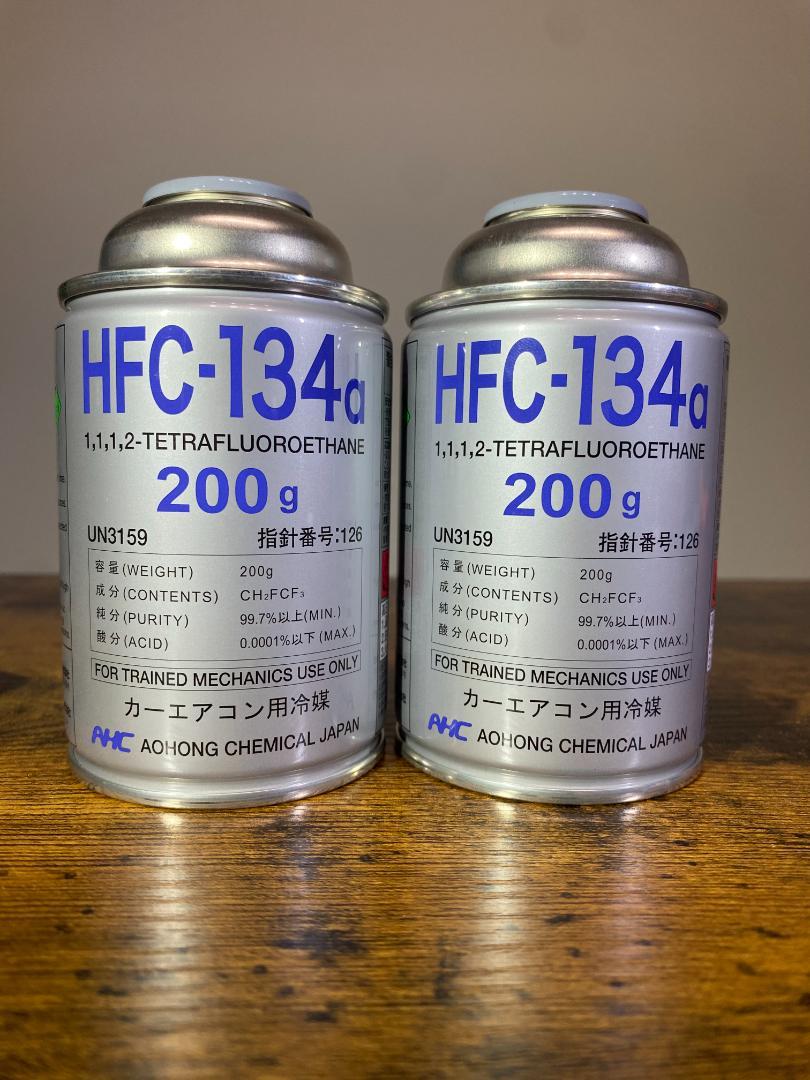 HFC-134a
1,1,1,2-TETRAFLUOROETHANE
200g
UN3159 指針番号:126
容量(WEIGHT) 200g
成分(CONTENTS) CH₂FCF₃
純分(PURITY) 99.7%以上(MIN.)
酸分(ACID) 0.0001%以下(MAX.)
FOR TRAINED MECHANICS USE ONLY
カーエアコン用冷媒
AHC AOHONG CHEMICAL JAPAN
HFC-134a
1,1,1,2-TETRAFLUOROETHANE
200g
UN3159 指針番号:126
容量(WEIGHT) 200g
成分(CONTENTS) CH₂FCF₃
純分(PURITY) 99.7%以上(MIN.)
酸分(ACID) 0.0001%以下(MAX.)
FOR TRAINED MECHANICS USE ONLY
カーエアコン用冷媒
AHC AOHONG CHEMICAL JAPAN